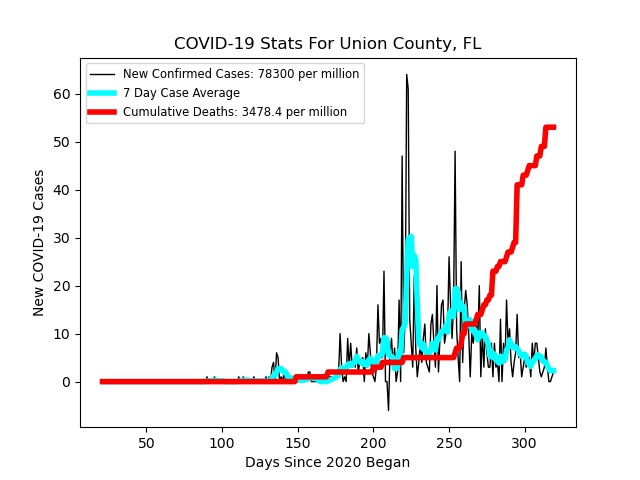 COVID-19 Stats For Union County, FL
New Confirmed Cases: 78300 per million
7 Day Case Average
Cumulative Deaths: 3478.4 per million
New COVID-19 Cases
60
50
40
30
20
10
0
50
100
150
200
250
300
Days Since 2020 Began